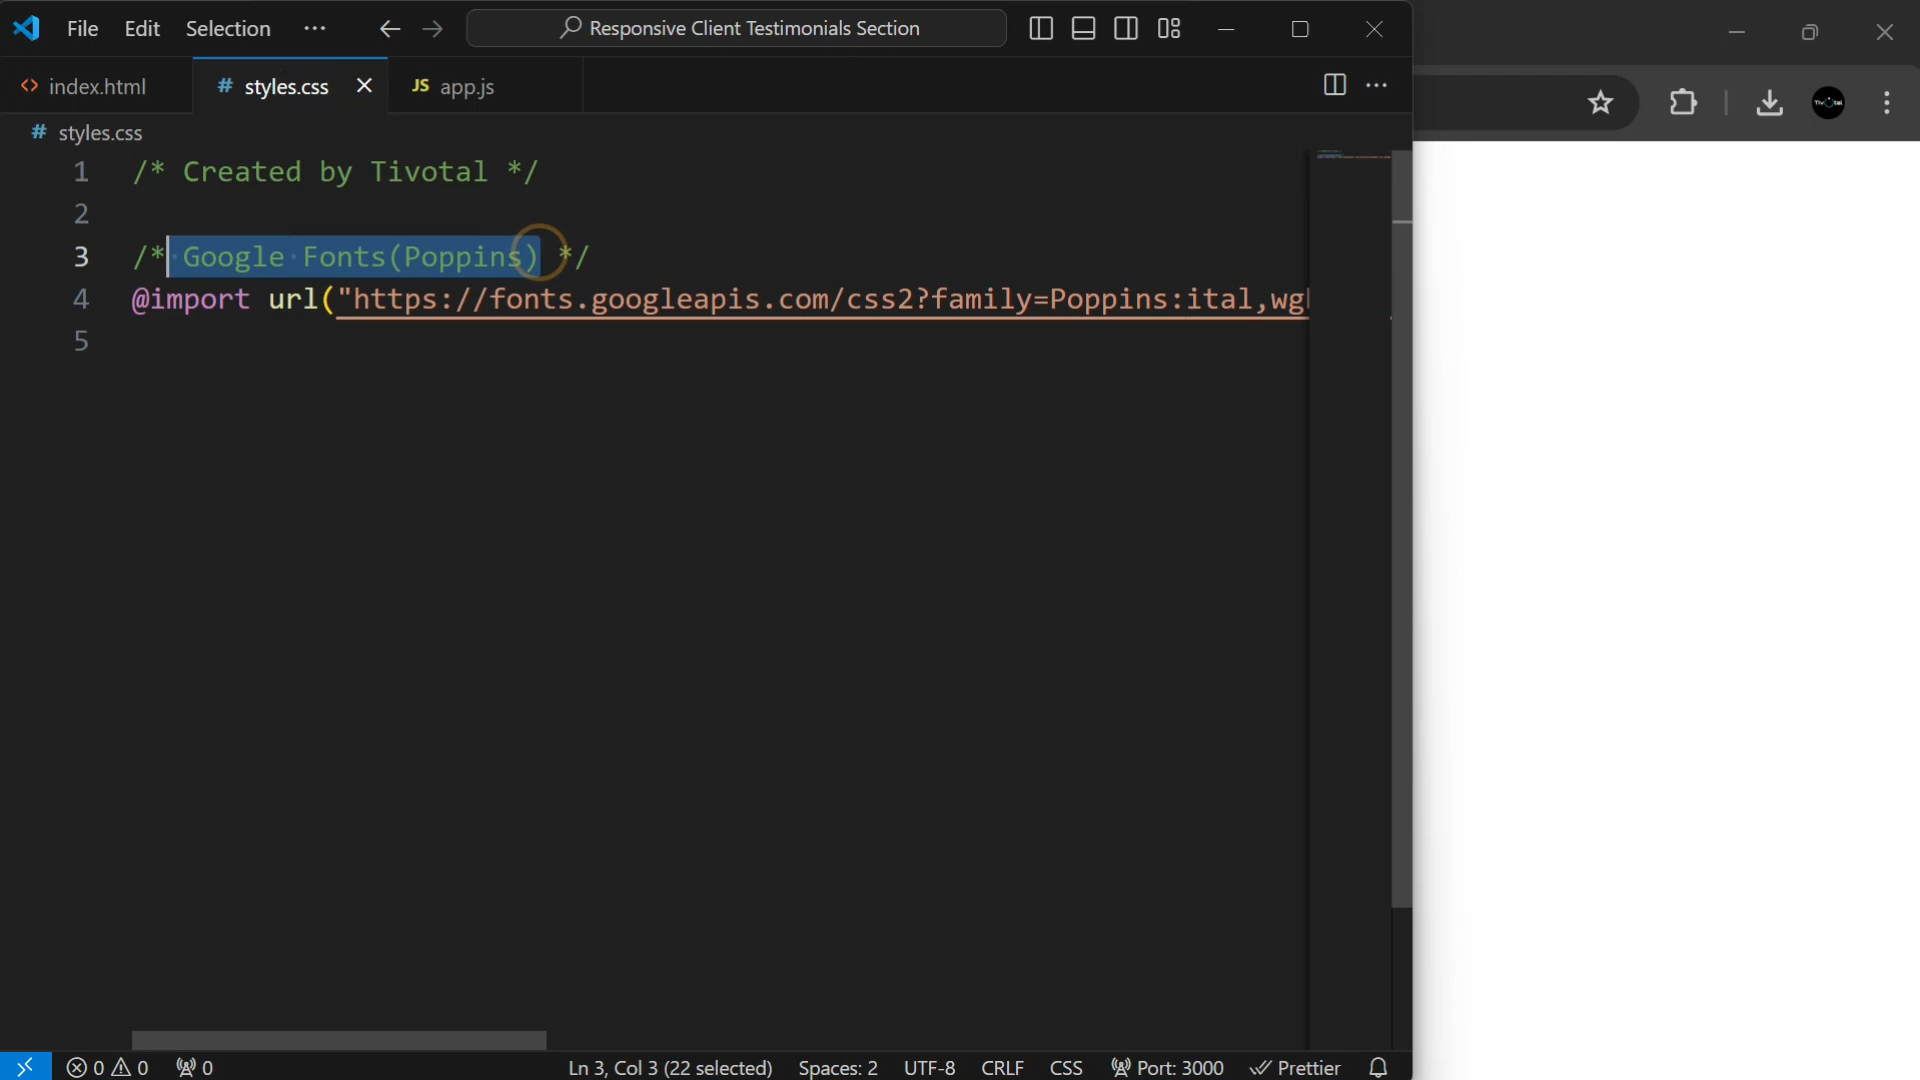 File Edit Selection ··· Responsive Client Testimonials Section
index.html # styles.css JS app.js
# styles.css
1 /* Created by Tivotal */
2
3 /* Google Fonts(Poppins) */
4 @import url("https://fonts.googleapis.com/css2?family=Poppins:ital,wg
5
0 0 0 Ln 3, Col 3 (22 selected) Spaces: 2 UTF-8 CRLF CSS Port: 3000 Prettier